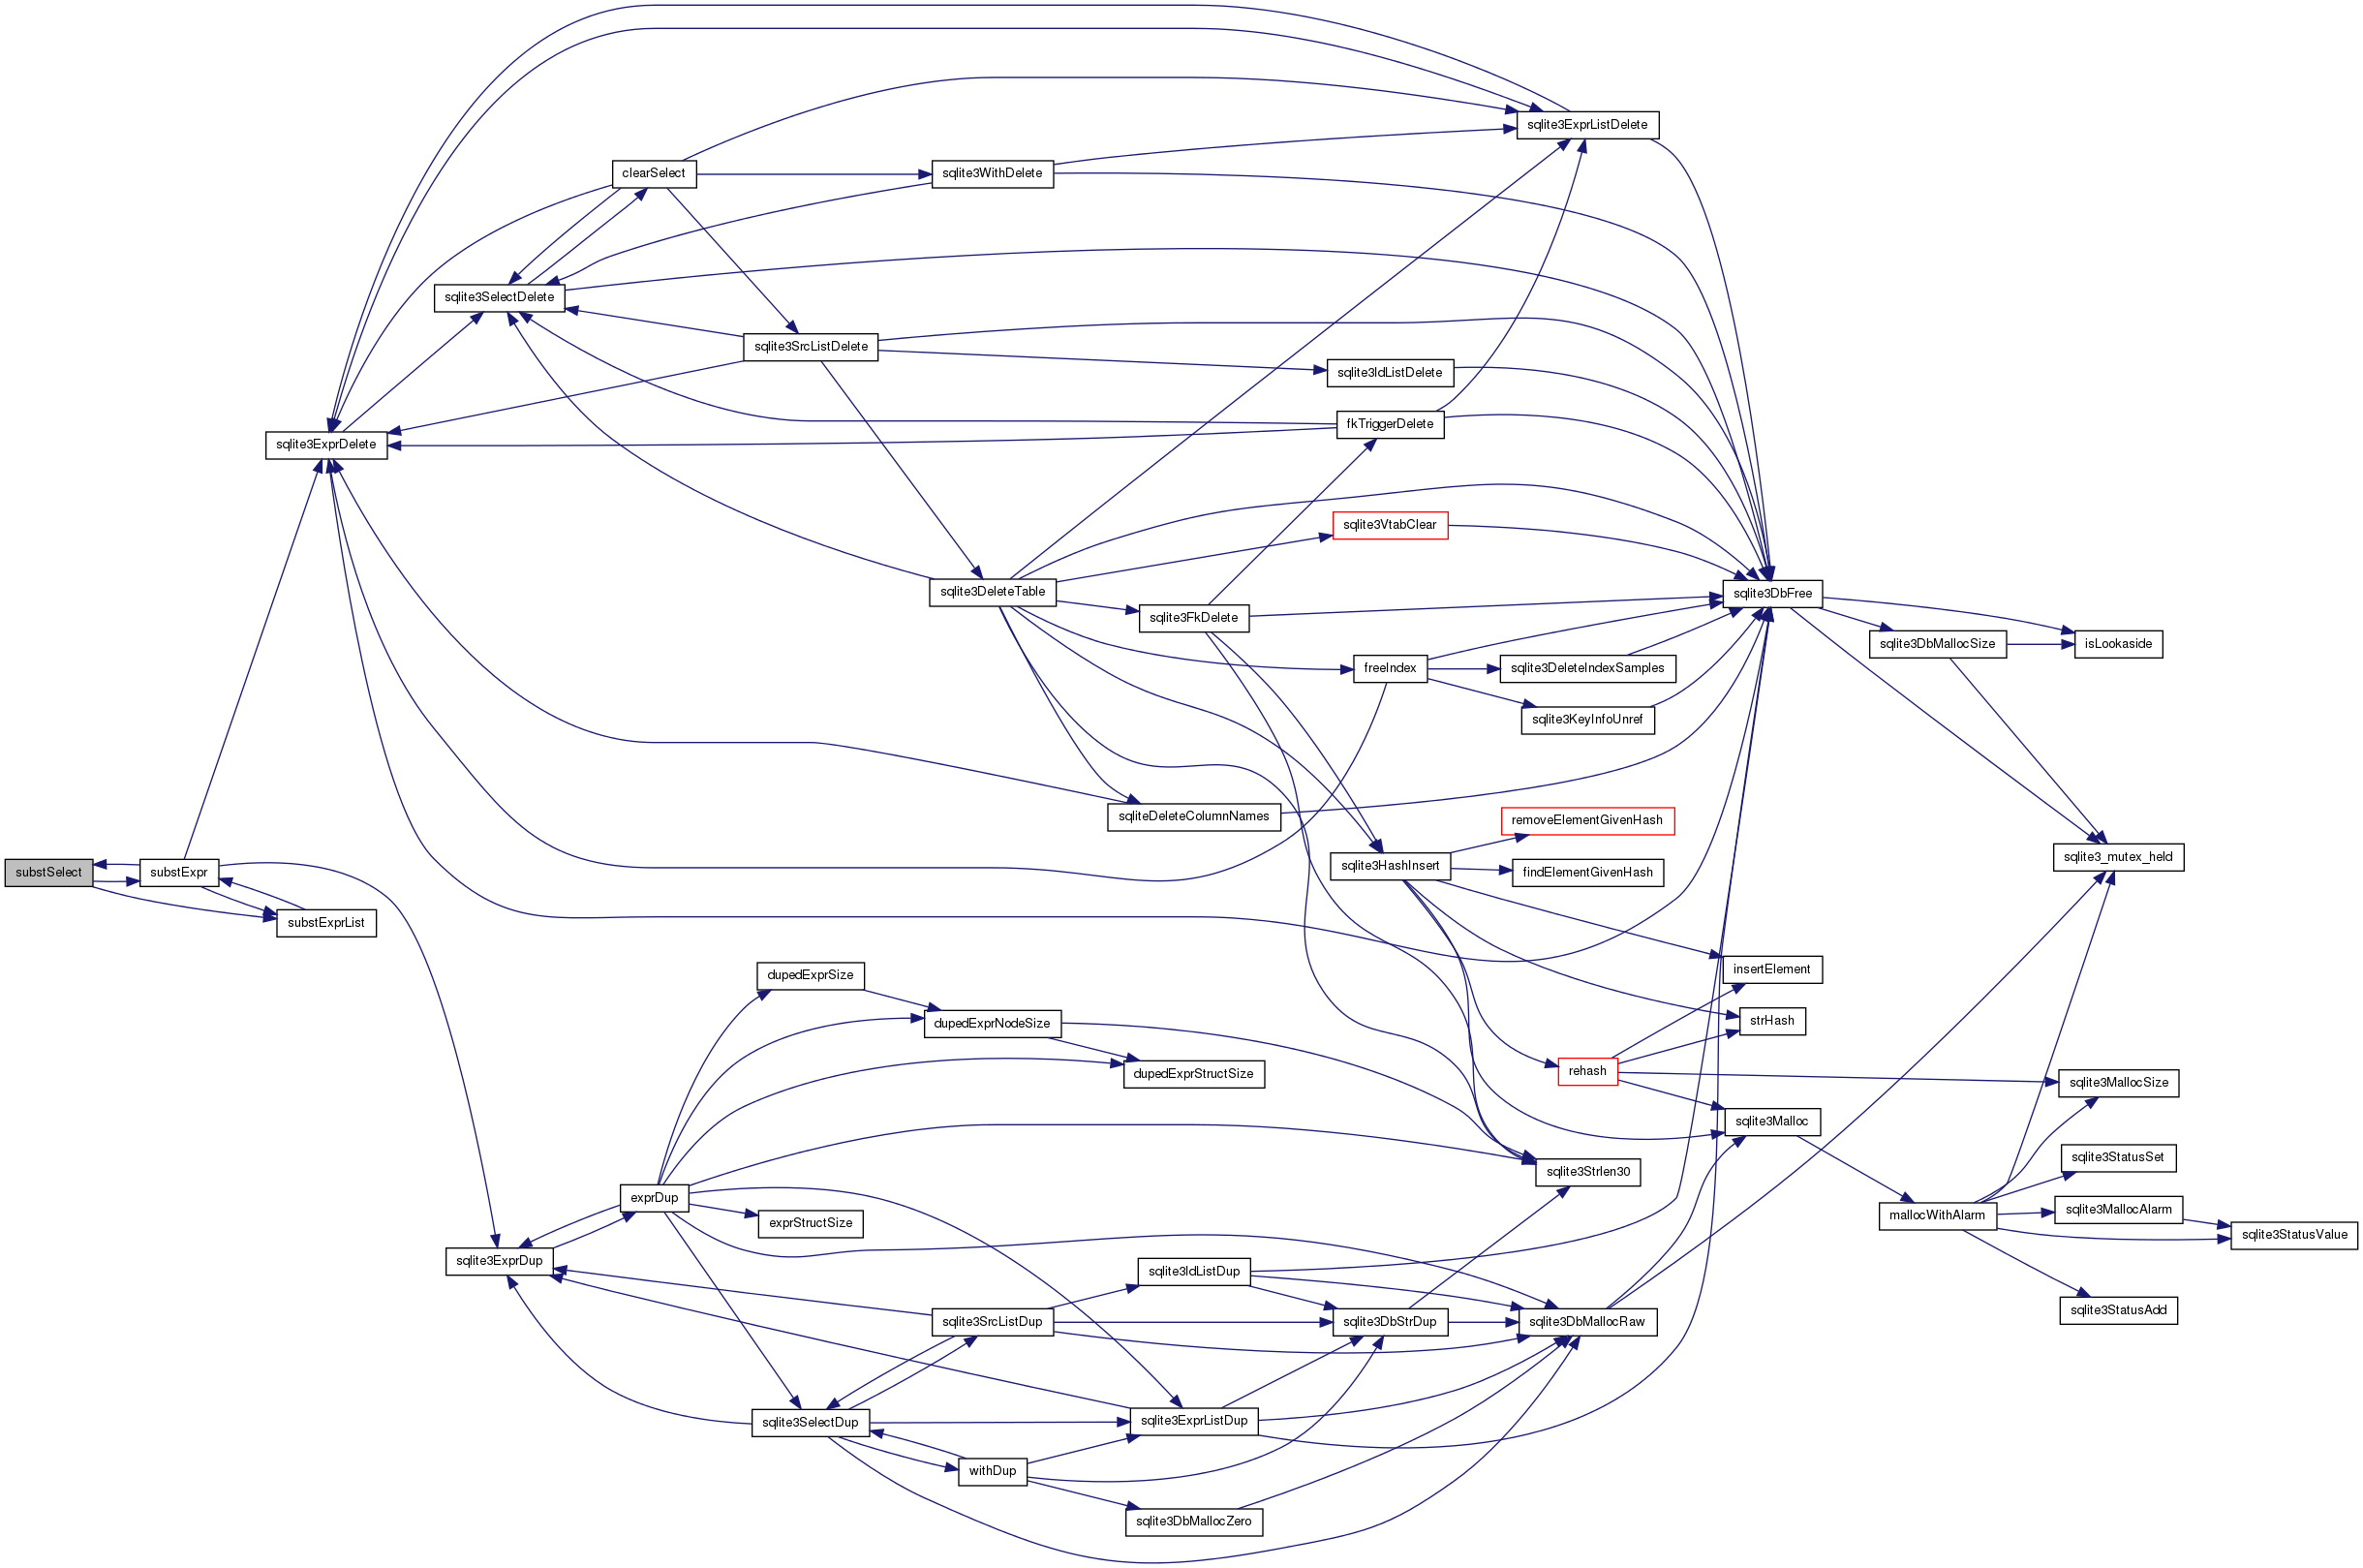 sqlite3ExprListDelete
clearSelect
sqlite3WithDelete
sqlite3SelectDelete
sqlite3SrcListDelete
sqlite3IdListDelete
fkTriggerDelete
sqlite3ExprDelete
sqlite3VtabClear
sqlite3DeleteTable
sqlite3DbFree
sqlite3FkDelete
sqlite3DbMallocSize
isLookaside
freeIndex
sqlite3DeleteIndexSamples
sqlite3KeyInfoUnref
sqliteDeleteColumnNames
removeElementGivenHash
sqlite3_mutex_held
sqlite3HashInsert
substSelect
substExpr
findElementGivenHash
substExprList
insertElement
dupedExprSize
strHash
dupedExprNodeSize
rehash
dupedExprStructSize
sqlite3MallocSize
sqlite3Malloc
sqlite3StatusSet
sqlite3Strlen30
exprDup
sqlite3MallocAlarm
mallocWithAlarm
exprStructSize
sqlite3StatusValue
sqlite3ExprDup
sqlite3IdListDup
sqlite3StatusAdd
sqlite3SrcListDup
sqlite3DbStrDup
sqlite3DbMallocRaw
sqlite3SelectDup
sqlite3ExprListDup
withDup
sqlite3DbMallocZero